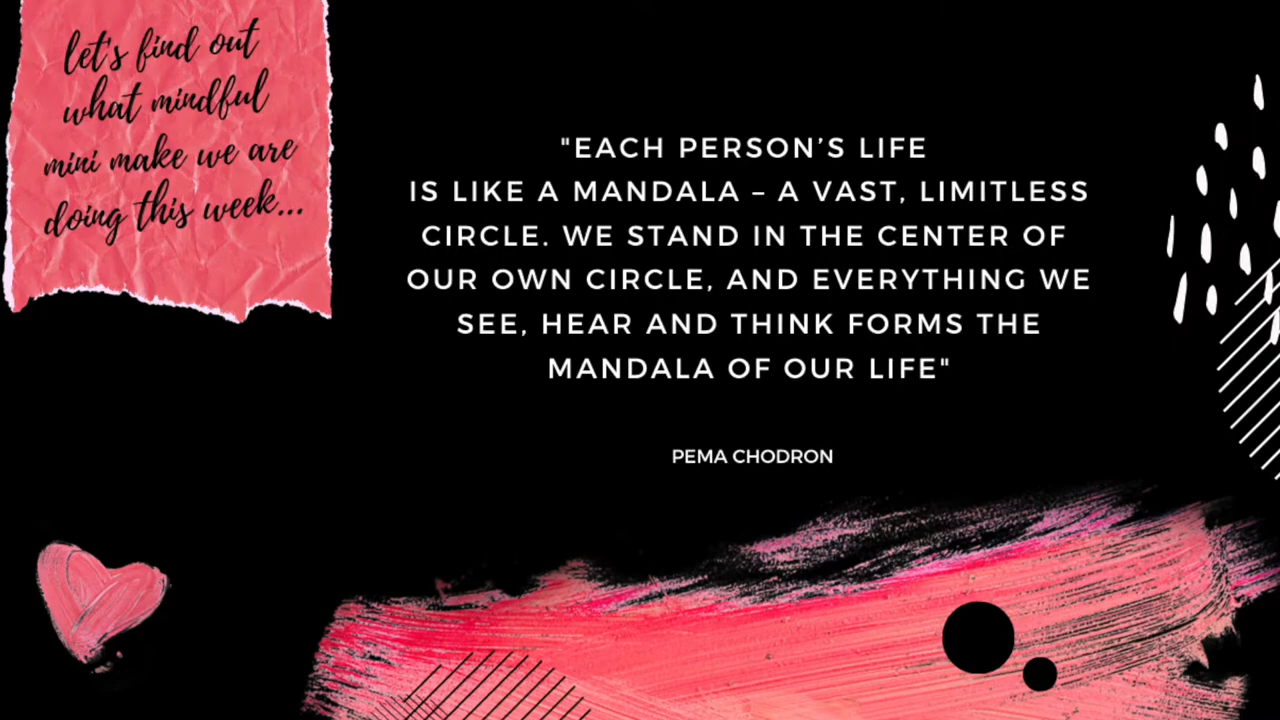 let's find out
what mindful
mini make we are
doing this week...
"EACH PERSON’S LIFE
IS LIKE A MANDALA – A VAST, LIMITLESS
CIRCLE. WE STAND IN THE CENTER OF
OUR OWN CIRCLE, AND EVERYTHING WE
SEE, HEAR AND THINK FORMS THE
MANDALA OF OUR LIFE"
PEMA CHODRON